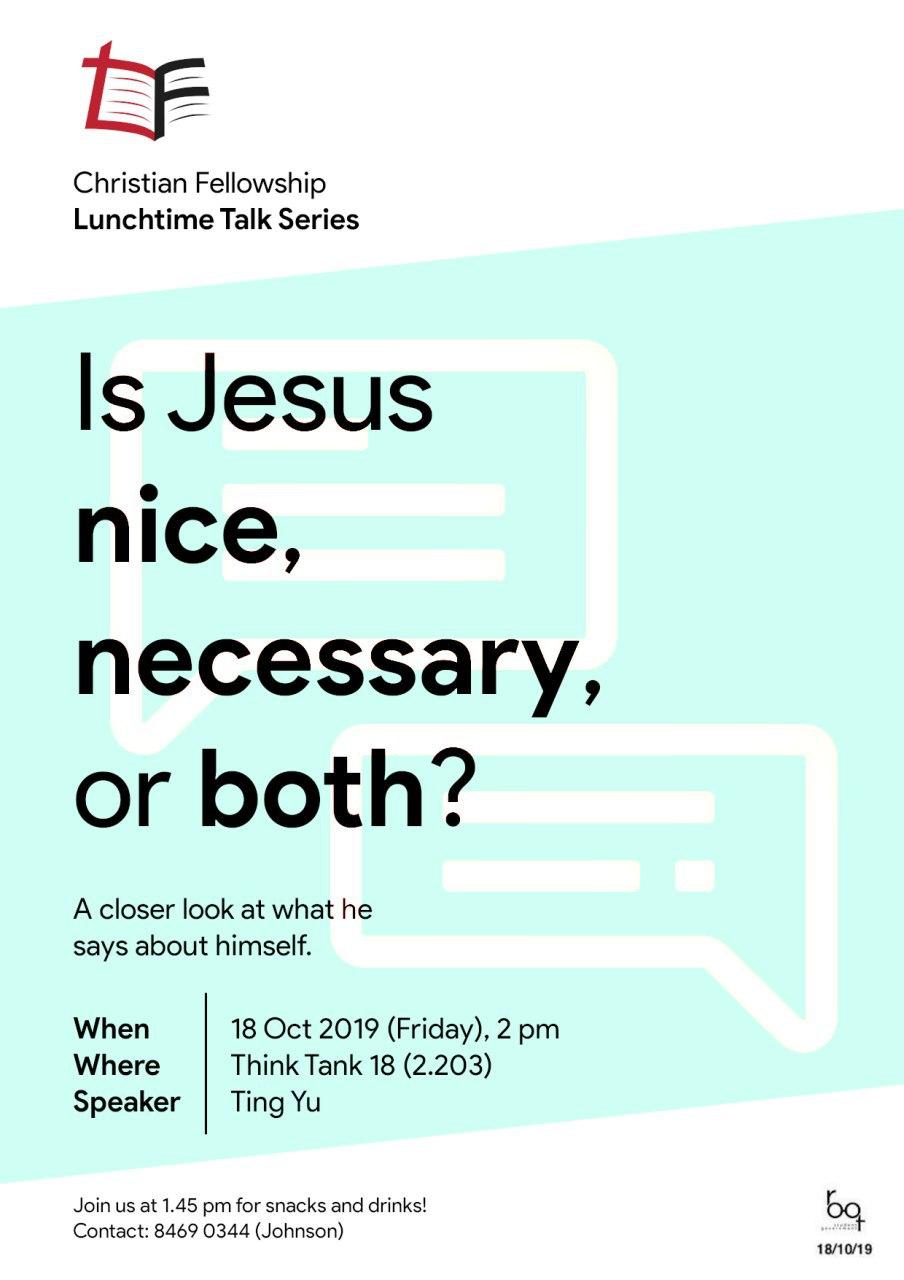 Christian Fellowship
Lunchtime Talk Series
Is Jesus
nice,
necessary,
or both?
A closer look at what he
says about himself.
When 18 Oct 2019 (Friday), 2 pm
Where Think Tank 18 (2.203)
Speaker Ting Yu
Join us at 1.45 pm for snacks and drinks!
Contact: 8469 0344 (Johnson)
student
government
18/10/19